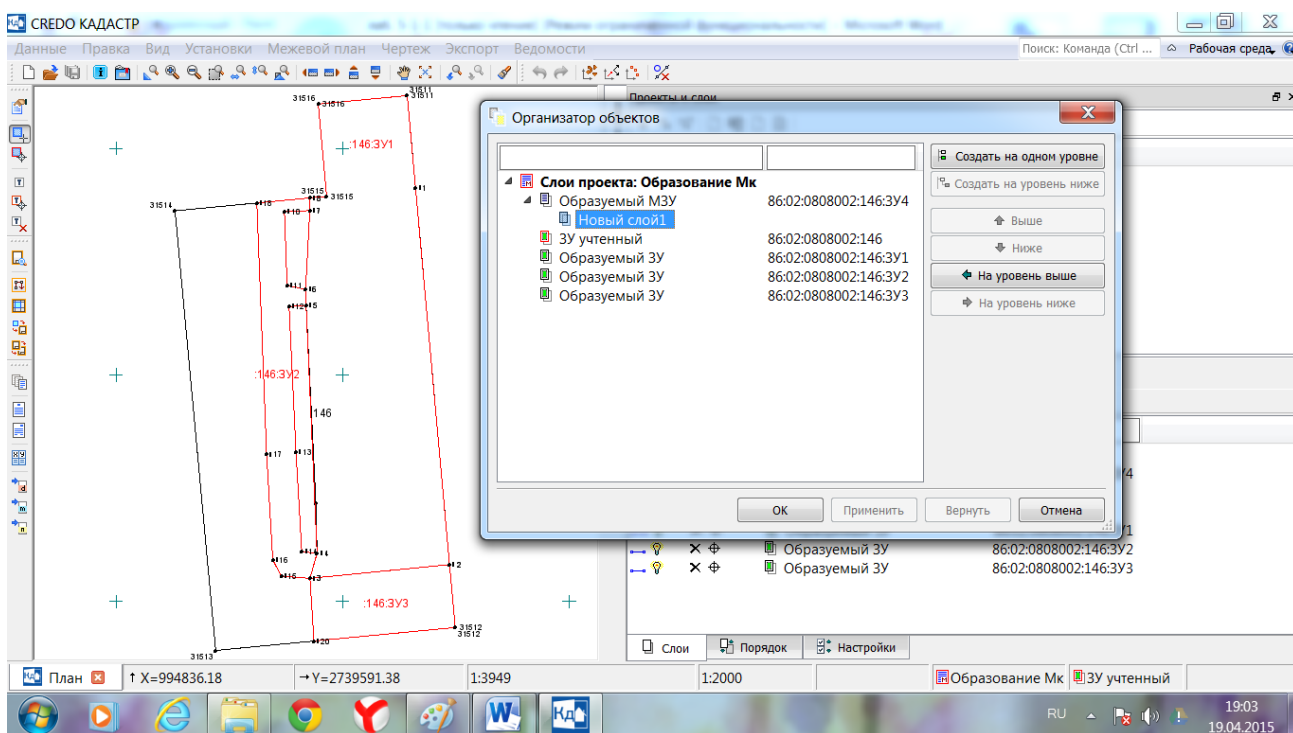 CREDO КАДАСТР
Данные Правка Вид Установки Межевой план Чертеж Экспорт Ведомости
Поиск: Команда (Ctrl ... Рабочая среда
Проекты и слои
Организатор объектов
Слои проекта: Образование Мк
Образуемый МЗУ 86:02:0808002:146:ЗУ4
Новый слой1
ЗУ учтенный 86:02:0808002:146
Образуемый ЗУ 86:02:0808002:146:ЗУ1
Образуемый ЗУ 86:02:0808002:146:ЗУ2
Образуемый ЗУ 86:02:0808002:146:ЗУ3
Создать на одном уровне
Создать на уровень ниже
Выше
Ниже
На уровень выше
На уровень ниже
ОК Применить Вернуть Отмена
31511
31516 31516 31511
:146:ЗУ1
31515
31514 31515
:146:ЗУ2
146
:146:ЗУ3
31512
31512
31513
Образуемый ЗУ 86:02:0808002:146:ЗУ2
Образуемый ЗУ 86:02:0808002:146:ЗУ3
Слои Порядок Настройки
План X=994836.18 Y=2739591.38 1:3949 1:2000 Образование Мк ЗУ учтенный
RU 19:03
19.04.2015